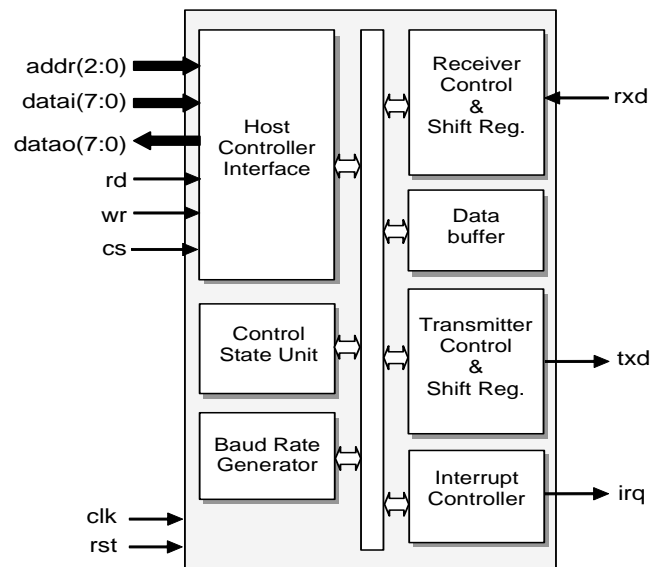 addr(2:0)
datai(7:0)
datao(7:0)
rd
wr
cs
clk
rst
Host
Controller
Interface
Control
State Unit
Baud Rate
Generator
Receiver
Control
&
Shift Reg.
Data
buffer
Transmitter
Control
&
Shift Reg.
Interrupt
Controller
rxd
txd
irq